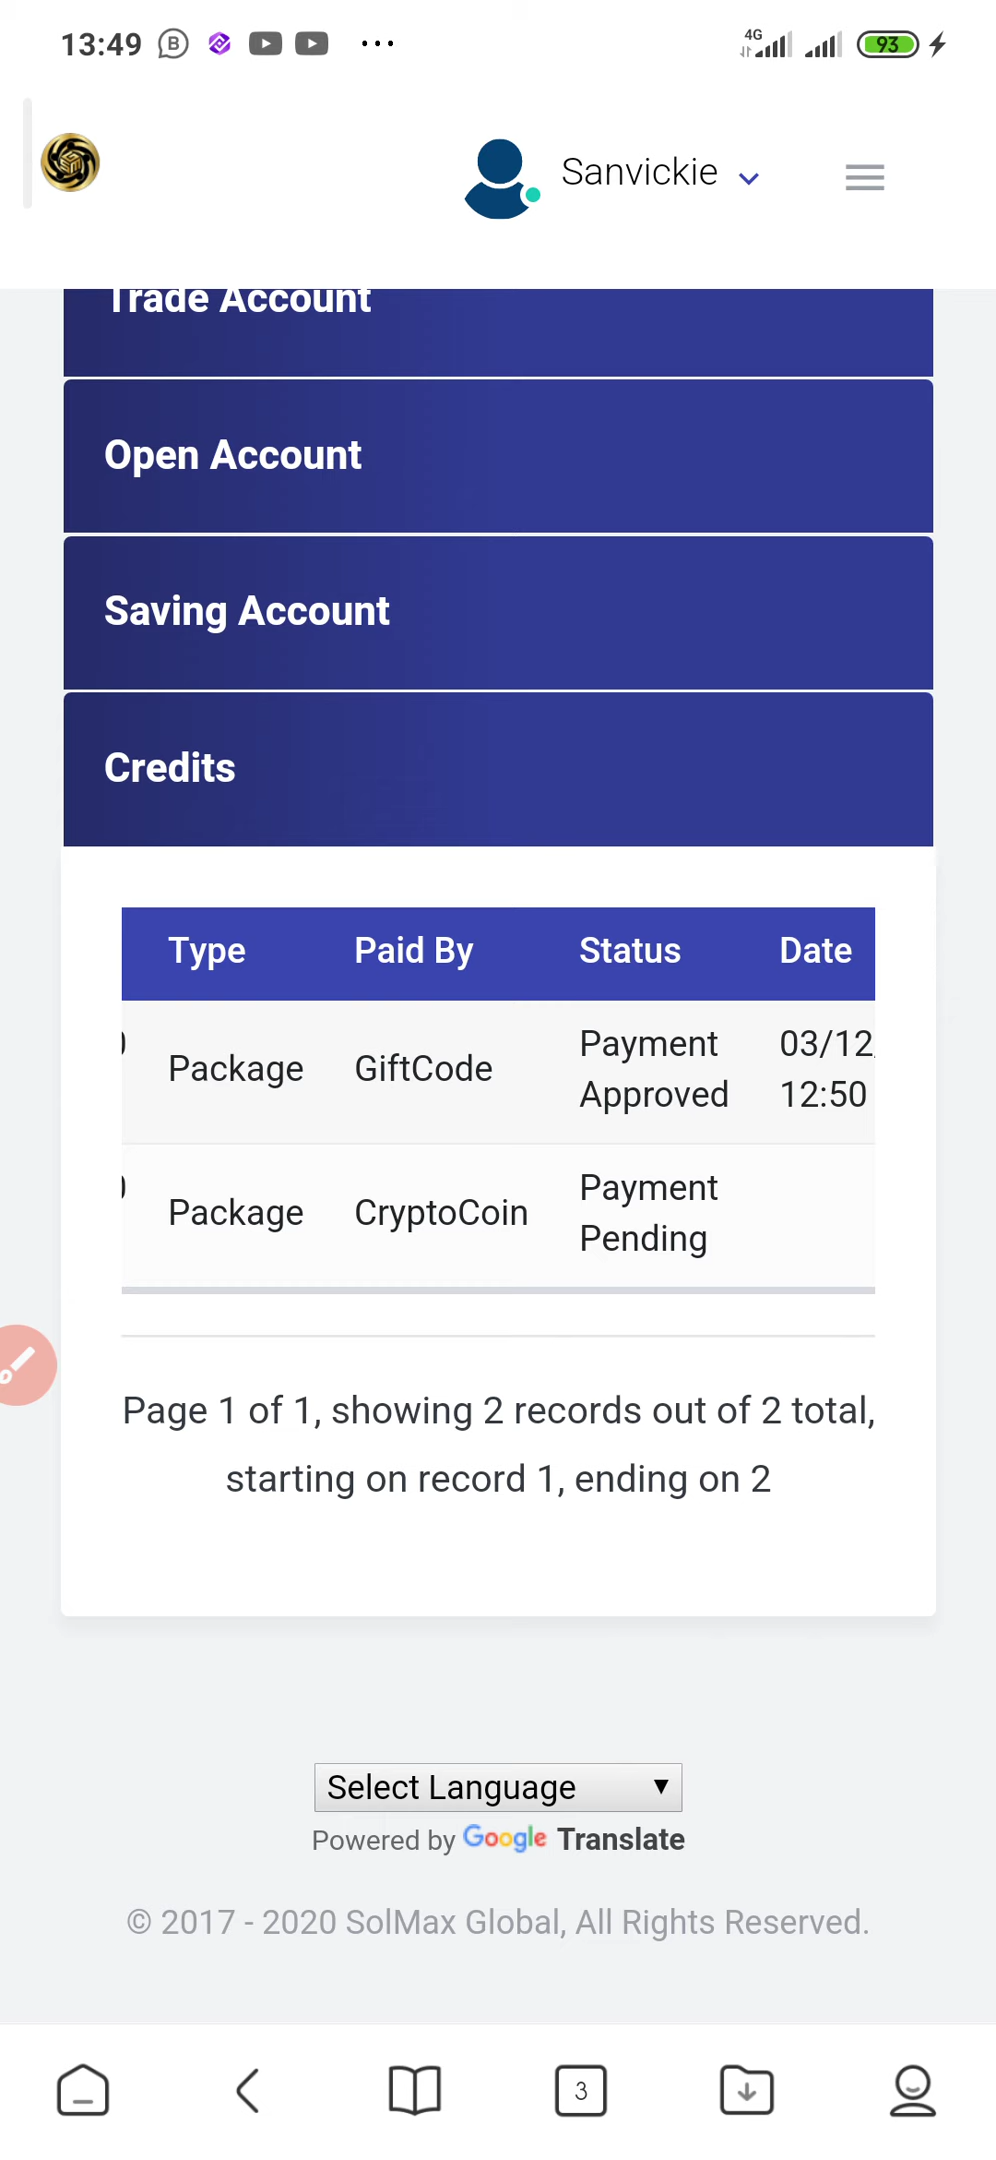 13:49
4G
93
Sanvickie
Trade Account
Open Account
Saving Account
Credits
Type Paid By Status Date
Package GiftCode Payment Approved 03/12 12:50
Package CryptoCoin Payment Pending
Page 1 of 1, showing 2 records out of 2 total,
starting on record 1, ending on 2
Select Language
Powered by Google Translate
© 2017 - 2020 SolMax Global, All Rights Reserved.
3